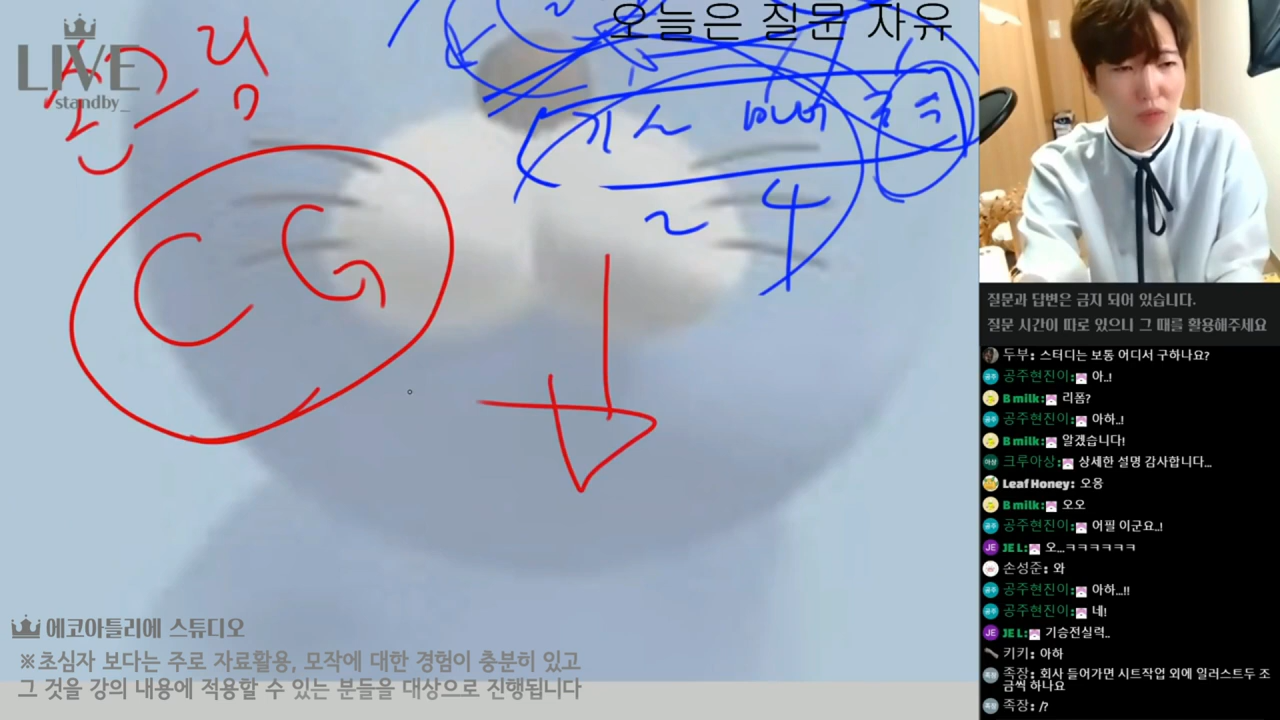 LIVE
standby_
오늘은 질문 자유
손그림
CG
질문과 답변은 금지 되어 있습니다.
질문 시간이 따로 있으니 그 때를 활용해주세요
두부: 스터디는 보통 어디서 구하나요?
공주현진이: 아..!
B milk: 리폼?
공주현진이: 아하..!
B milk: 알겠습니다!
크루아상: 상세한 설명 감사합니다...
Leaf Honey: 오옹
B milk: 오오
공주현진이: 어필 이군요..!
JE L: 오...ㅋㅋㅋㅋㅋㅋ
손성준: 와
공주현진이: 아하...!!
공주현진이: 네!
JE L: 기승전실력..
키키: 아하
족장: 회사 들어가면 시트작업 외에 일러스트두 조
금씩 하나요
족장: /?
에코아틀리에 스튜디오
※초심자 보다는 주로 자료활용, 모작에 대한 경험이 충분히 있고
그 것을 강의 내용에 적용할 수 있는 분들을 대상으로 진행됩니다